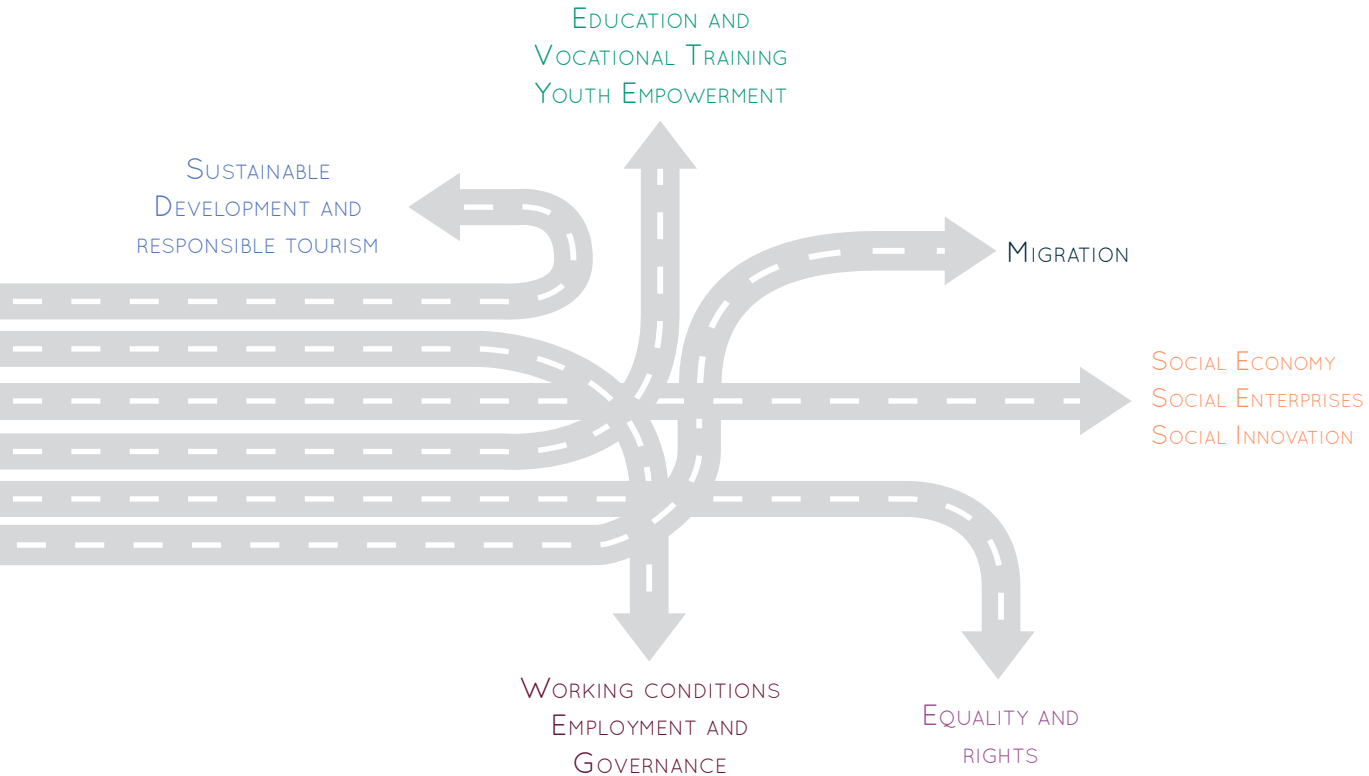 Education and
Vocational Training
Youth Empowerment
Sustainable
Development and
responsible tourism
Migration
Social Economy
Social Enterprises
Social Innovation
Working conditions
Employment and
Governance
Equality and
rights